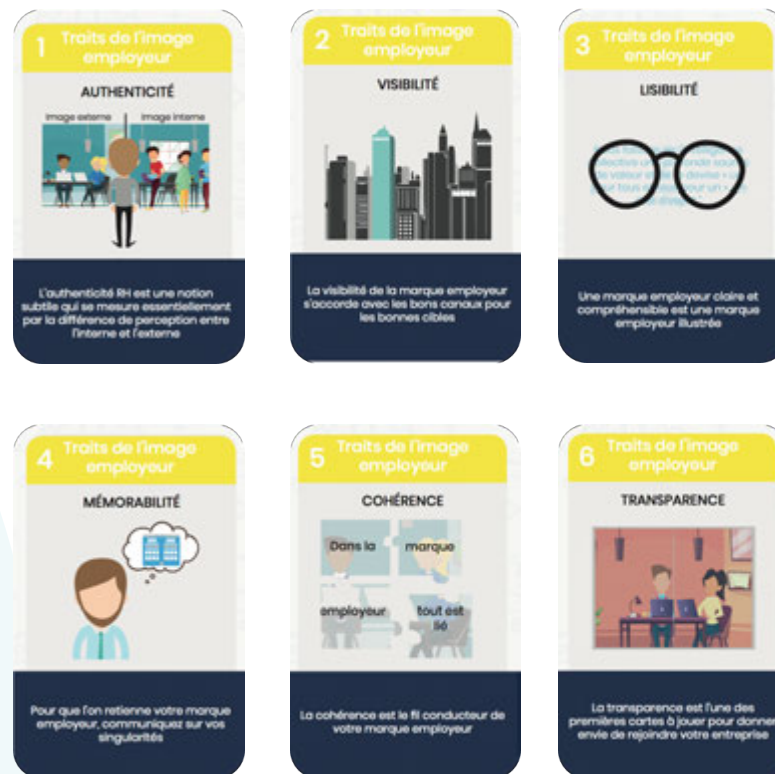 1 Traits de l'image
employeur
AUTHENTICITÉ
Image externe Image interne
L'authenticité RH est une notion
subtile qui se mesure essentiellement
par la différence de perception entre
l'interne et l'externe
2 Traits de l'image
employeur
VISIBILITÉ
La visibilité de la marque employeur
s'accorde avec les bons canaux pour
les bonnes cibles
3 Traits de l'image
employeur
LISIBILITÉ
Une marque employeur claire et
compréhensible est une marque
employeur illustrée
4 Traits de l'image
employeur
MÉMORABILITÉ
Pour que l'on retienne votre marque
employeur, communiquez sur vos
singularités
5 Traits de l'image
employeur
COHÉRENCE
Dans la marque
employeur tout est
lié
La cohérence est le fil conducteur de
votre marque employeur
6 Traits de l'image
employeur
TRANSPARENCE
La transparence est l'une des
premières cartes à jouer pour donner
envie de rejoindre votre entreprise